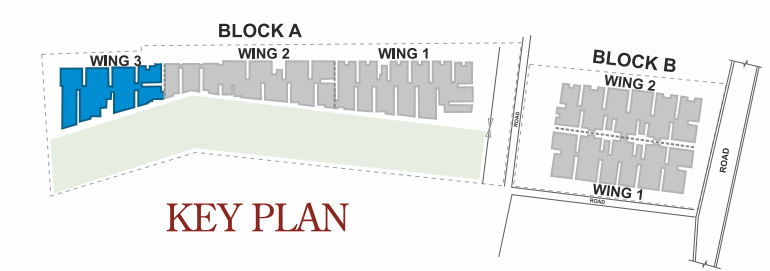 BLOCK A
WING 3
WING 2
WING 1
BLOCK B
WING 2
ROAD
ROAD
WING 1
ROAD
KEY PLAN